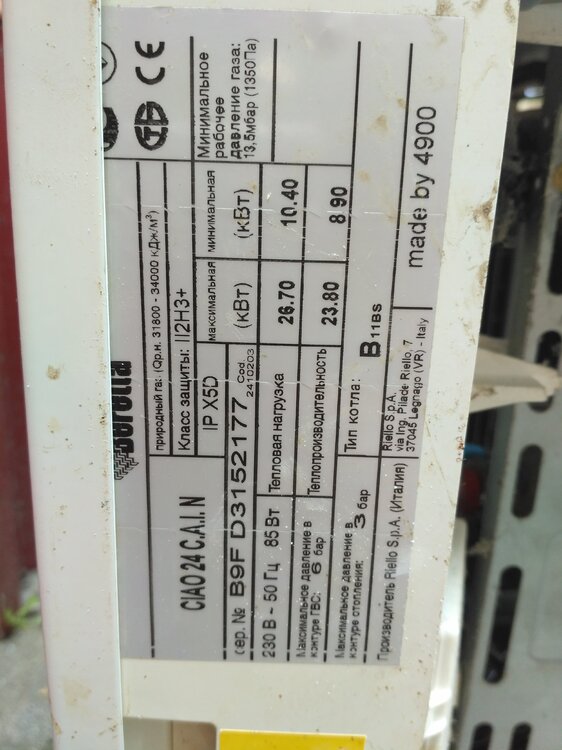 Beretta
CIAO 24 C.A.I. N
природный газ: (Qр.н. 31800 - 34000 кДж/м³)
Класс защиты: II2H3+
IPX5D
Сер. № B9F D3152177 Cod. 2410203
230 В ~ 50 Гц 85 Вт
максимальная (кВт)
минимальная (кВт)
Минимальное
рабочее
давление газа:
13,5мбар (1350Па)
Тепловая нагрузка 26.70 10.40
Теплопроизводительность 23.80 8.90
Максимальное давление в
контуре ГВС: 6 бар
Максимальное давление в
контуре отопления: 3 бар
Тип котла: B11BS
Производитель Riello S.p.A. (Италия)
Riello S.p.A.
via Ing. Pilade Riello, 7
37045 Legnago (VR) - Italy
made by 4900
CE